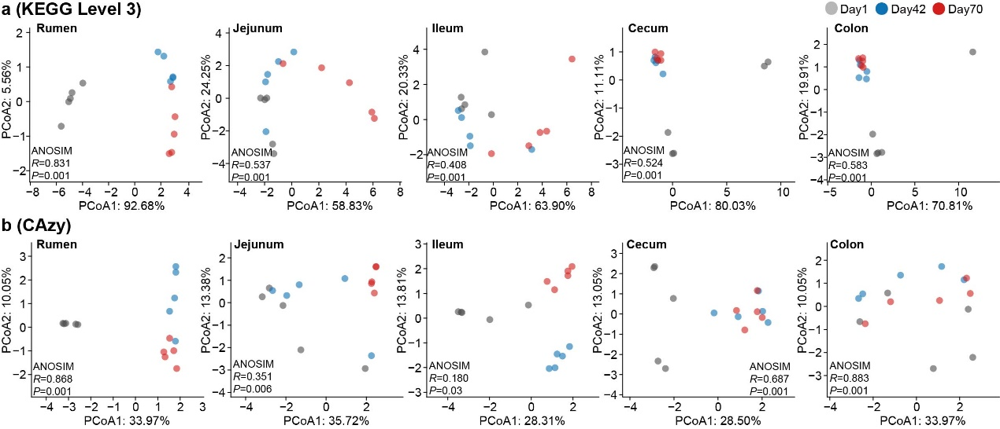 a (KEGG Level 3)
Day1 Day42 Day70
Rumen
PCoA2: 5.56%
2
1
0
−1
−2
ANOSIM
R=0.831
P=0.001
−8 −6 −4 −2 0 2 4
PCoA1: 92.68%
Jejunum
PCoA2: 24.25%
4
2
0
−2
−4
ANOSIM
R=0.537
P=0.001
−4 −2 0 2 4 6 8
PCoA1: 58.83%
Ileum
PCoA2: 20.33%
4
2
0
−2
ANOSIM
R=0.408
P=0.001
−4 −2 0 2 4 6 8
PCoA1: 63.90%
Cecum
PCoA2: 11.11%
1
0
−1
−2
−3
ANOSIM
R=0.524
P=0.001
0 5 10
PCoA1: 80.03%
Colon
PCoA2: 19.91%
2
1
0
−1
−2
−3
−4
ANOSIM
R=0.583
P=0.001
−5 0 5 10
PCoA1: 70.81%
b (CAzy)
Rumen
PCoA2: 10.05%
3
2
1
0
−1
−2
ANOSIM
R=0.868
P=0.001
−4 −3 −2 −1 0 1 2 3
PCoA1: 33.97%
Jejunum
PCoA2: 13.38%
2
1
0
−1
−2
−3
−4
ANOSIM
R=0.351
P=0.006
−4 −2 0 2
PCoA1: 35.72%
Ileum
PCoA2: 13.81%
3
2
1
0
−1
−2
−3
ANOSIM
R=0.180
P=0.03
−4 −2 0 2
PCoA1: 28.31%
Cecum
PCoA2: 13.05%
3
2
1
0
−1
−2
−3
−4
ANOSIM
R=0.687
P=0.001
−4 −2 0 2
PCoA1: 28.50%
Colon
PCoA2: 10.05%
2
1
0
−1
−2
−3
ANOSIM
R=0.883
P=0.001
−4 −2 0 2
PCoA1: 33.97%